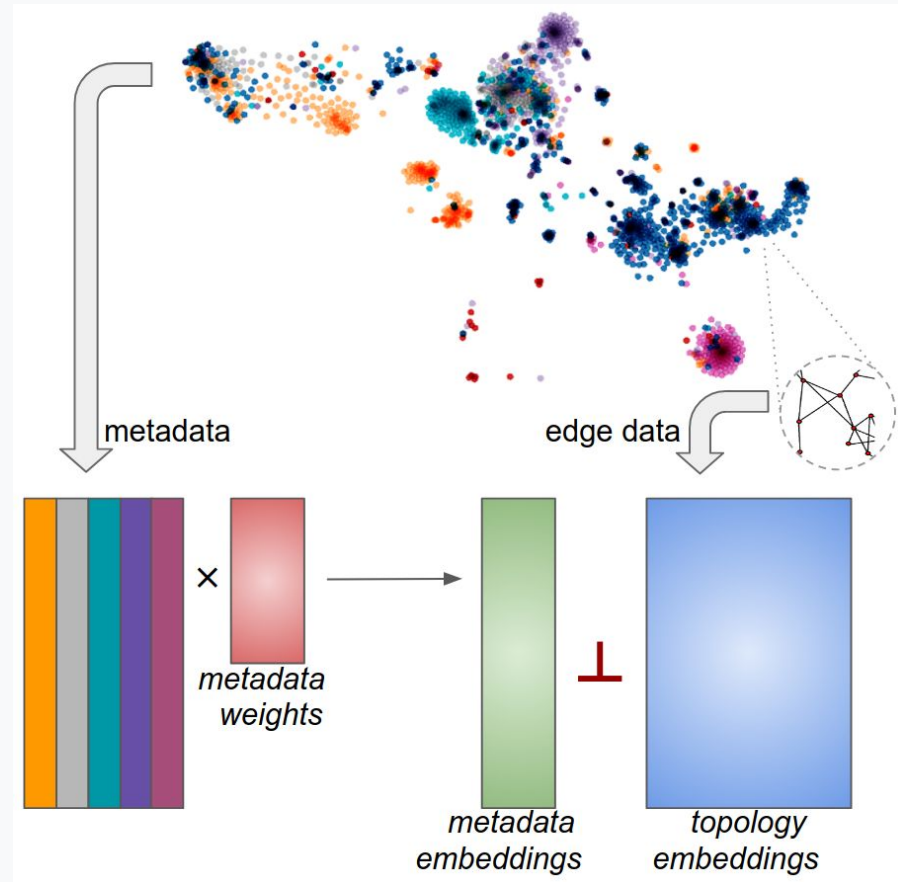 metadata
edge data
×
metadata
weights
⊥
metadata
embeddings
topology
embeddings